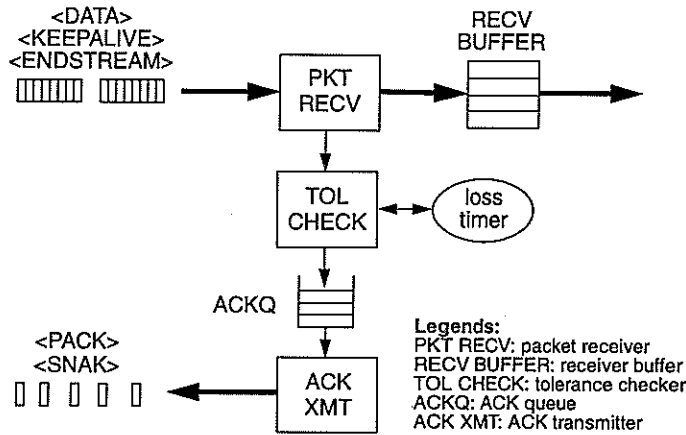 <DATA>
<KEEPALIVE>
<ENDSTREAM>
RECV
BUFFER
PKT
RECV
TOL
CHECK
loss
timer
ACKQ
<PACK>
<SNAK>
ACK
XMT
Legends:
PKT RECV: packet receiver
RECV BUFFER: receiver buffer
TOL CHECK: tolerance checker
ACKQ: ACK queue
ACK XMT: ACK transmitter